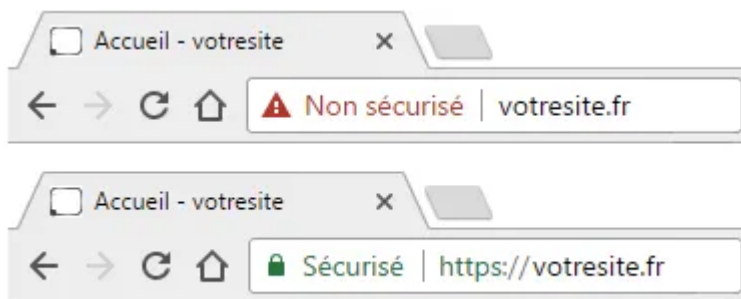 Accueil - votresite
Non sécurisé | votresite.fr
Accueil - votresite
Sécurisé | https://votresite.fr